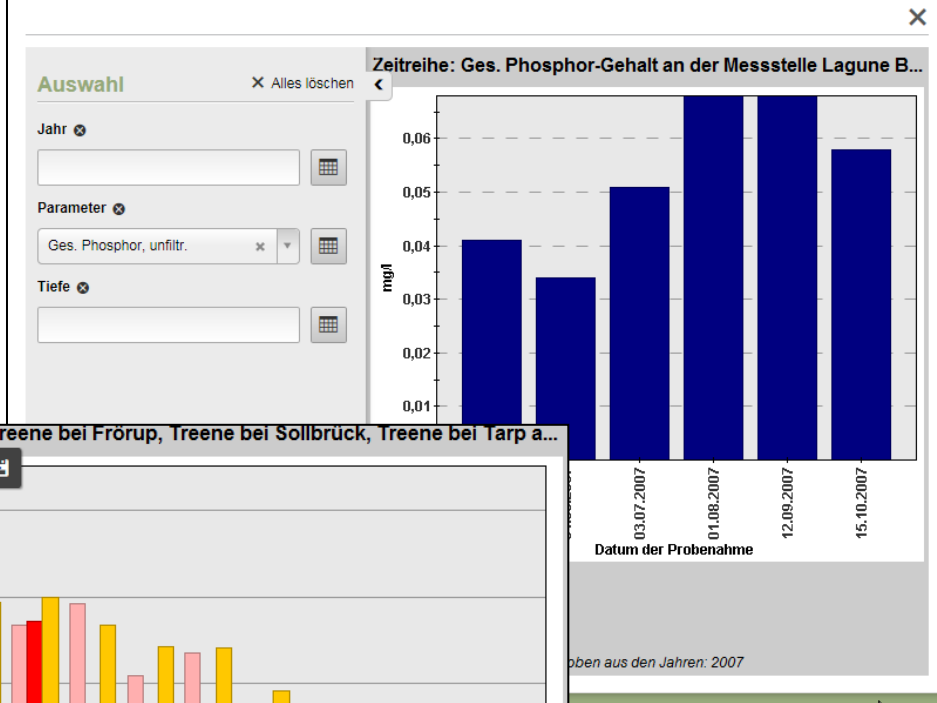 Zeitreihe: Ges. Phosphor-Gehalt an der Messstelle Lagune B...
Auswahl
Alles löschen
Jahr
Parameter
Ges. Phosphor, unfiltr.
Tiefe
0,06
0,05
0,04
0,03
0,02
0,01
mg/l
03.07.2007
01.08.2007
12.09.2007
15.10.2007
Datum der Probenahme
reene bei Frörup, Treene bei Sollbrück, Treene bei Tarp a...
oben aus den Jahren: 2007